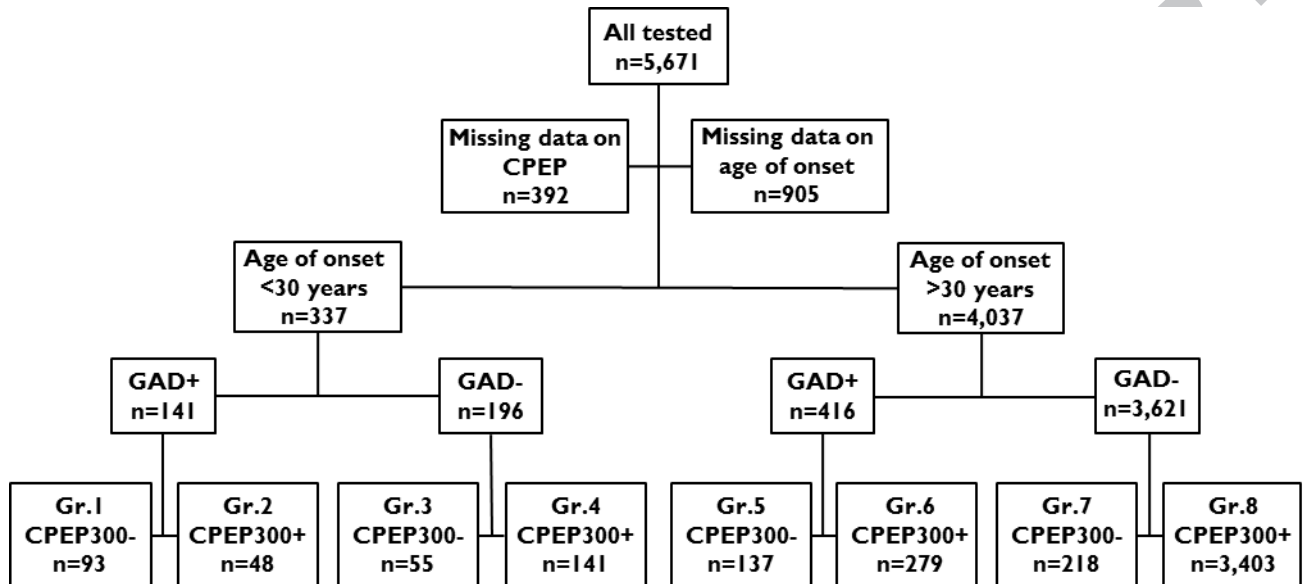 All tested
n=5,671
Missing data on
CPEP
n=392
Missing data on
age of onset
n=905
Age of onset
<30 years
n=337
Age of onset
>30 years
n=4,037
GAD+
n=141
GAD-
n=196
GAD+
n=416
GAD-
n=3,621
Gr.1
CPEP300-
n=93
Gr.2
CPEP300+
n=48
Gr.3
CPEP300-
n=55
Gr.4
CPEP300+
n=141
Gr.5
CPEP300-
n=137
Gr.6
CPEP300+
n=279
Gr.7
CPEP300-
n=218
Gr.8
CPEP300+
n=3,403